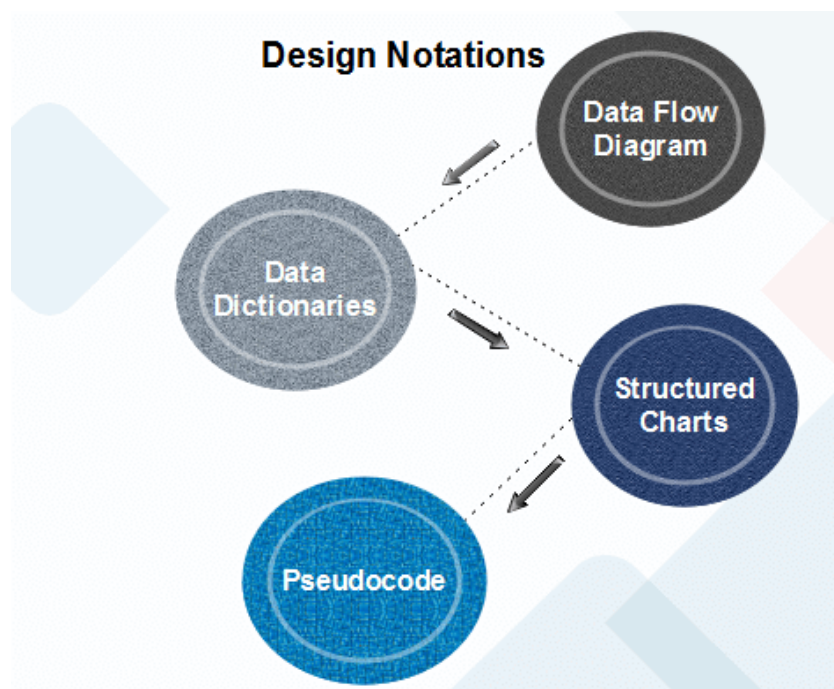 Design Notations
Data Flow
Diagram
Data
Dictionaries
Structured
Charts
Pseudocode